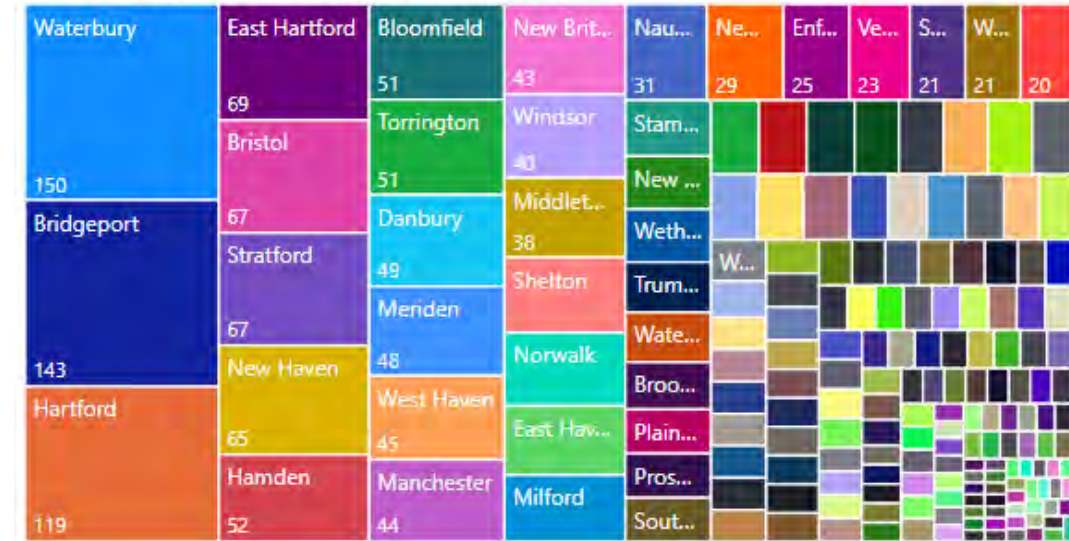 Waterbury
150
Bridgeport
143
Hartford
119
East Hartford
69
Bristol
67
Stratford
67
New Haven
65
Hamden
52
Bloomfield
51
Torrington
51
Danbury
49
Meriden
48
West Haven
45
Manchester
44
New Brit...
43
Windsor
40
Middlet...
38
Shelton
Norwalk
East Hav...
Milford
Nau...
31
Ne...
29
Enf...
25
Ve...
23
S...
21
W...
21
20
Stam...
New ...
Weth...
Trum...
Wate...
Broo...
Plain...
Pros...
Sout...
W...